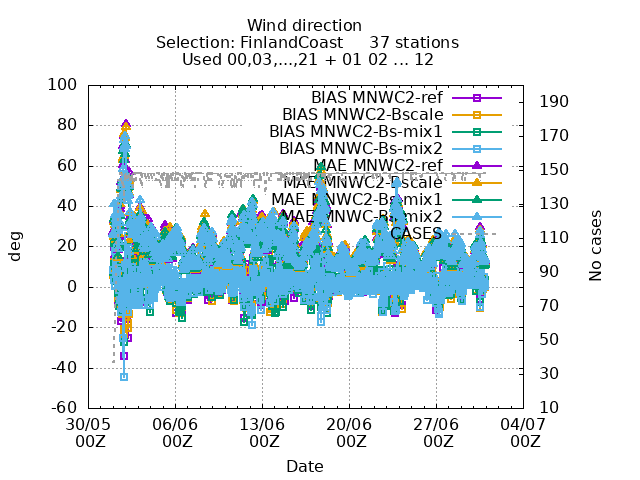 Wind direction
Selection: FinlandCoast 37 stations
Used 00,03,...,21 + 01 02 ... 12
BIAS MNWC2-ref
BIAS MNWC2-Bscale
BIAS MNWC2-Bs-mix1
BIAS MNWC-Bs-mix2
MAE MNWC2-ref
MAE MNWC2-Bscale
MAE MNWC2-Bs-mix1
MAE MNWC-Bs-mix2
CASES
deg
100
80
60
40
20
0
-20
-40
-60
No cases
190
170
150
130
110
90
70
50
30
10
30/05 06/06 13/06 20/06 27/06 04/07
00Z 00Z 00Z 00Z 00Z 00Z
Date